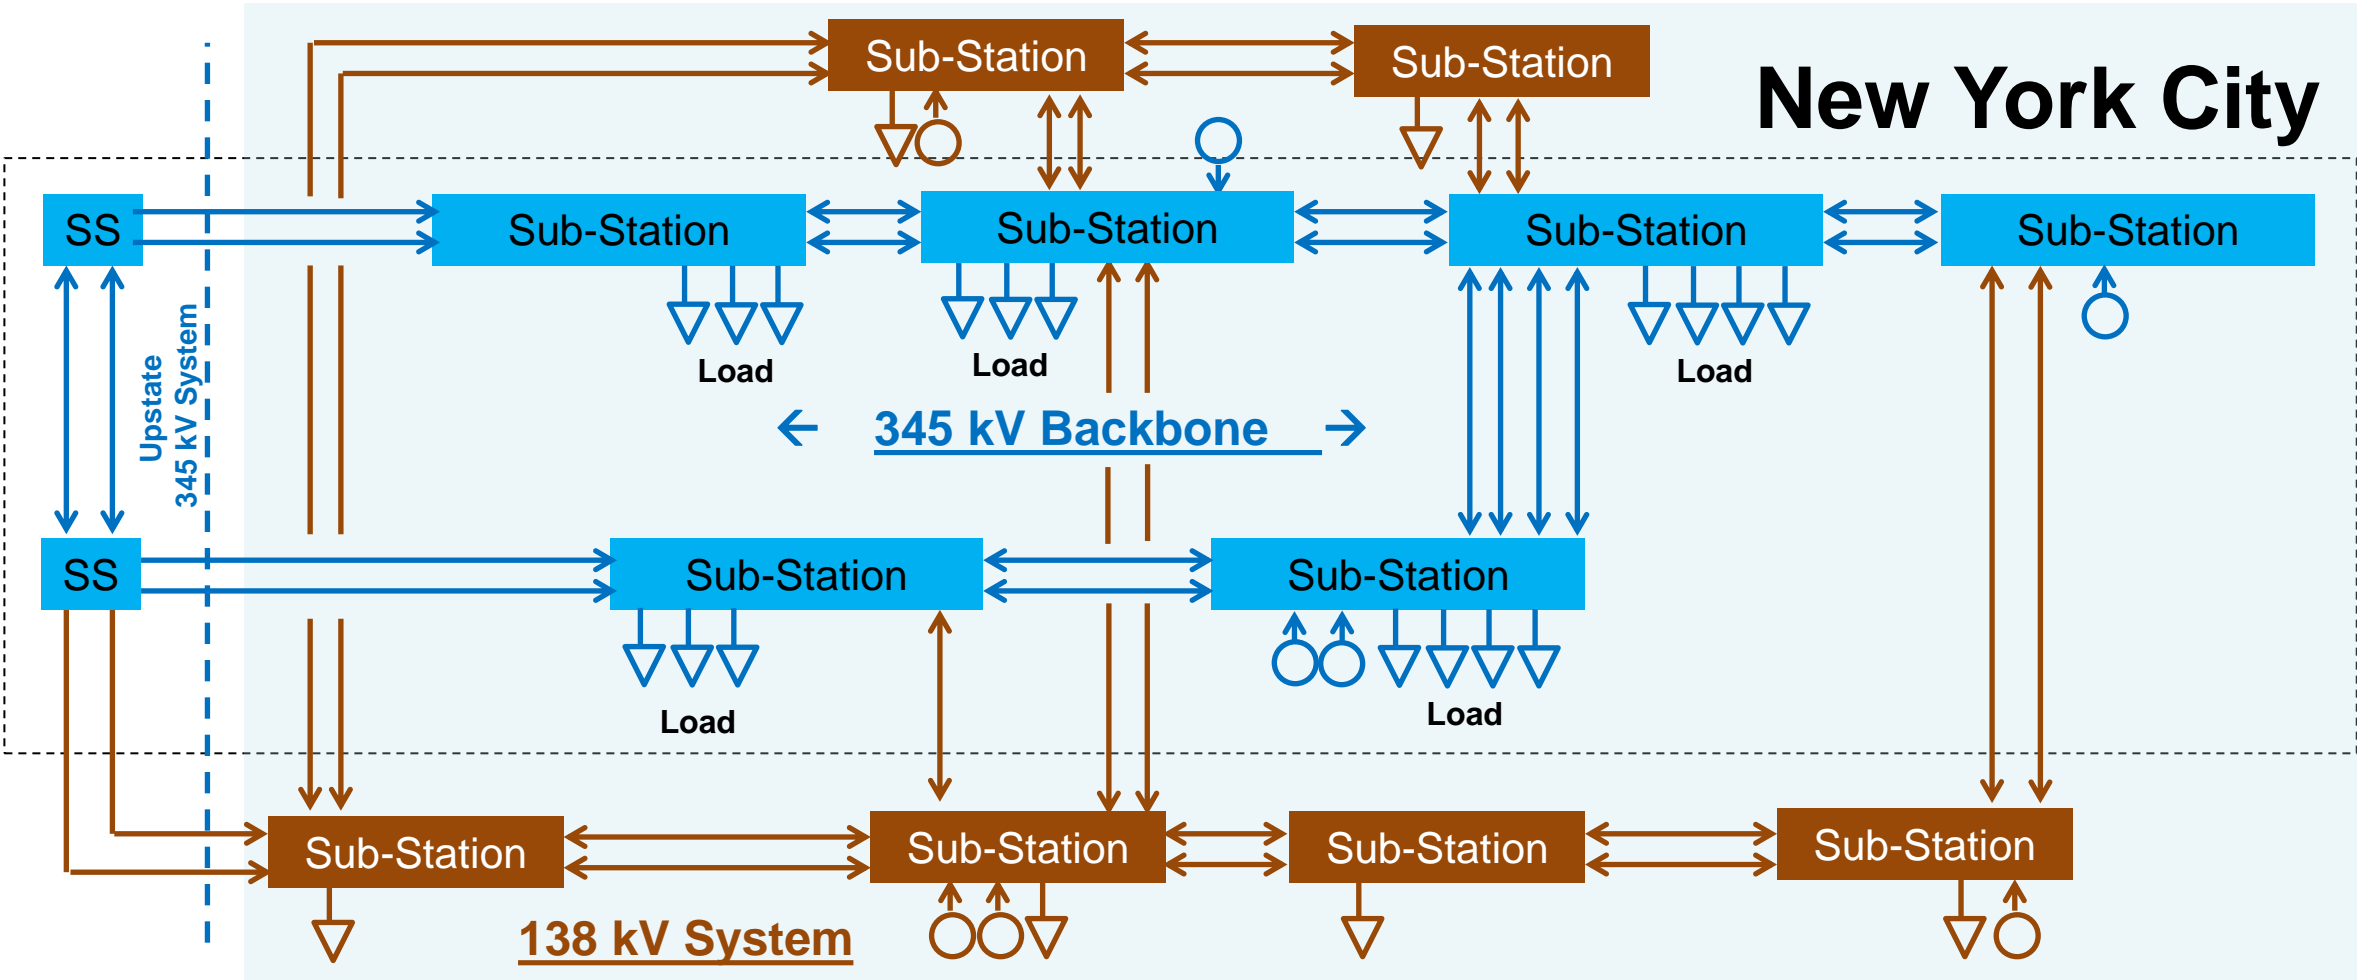 Sub-Station
Sub-Station
New York City
SS
Sub-Station
Sub-Station
Sub-Station
Sub-Station
Load
Load
Load
Upstate
345 kV System
345 kV Backbone
SS
Sub-Station
Sub-Station
Load
Load
Sub-Station
Sub-Station
Sub-Station
Sub-Station
138 kV System